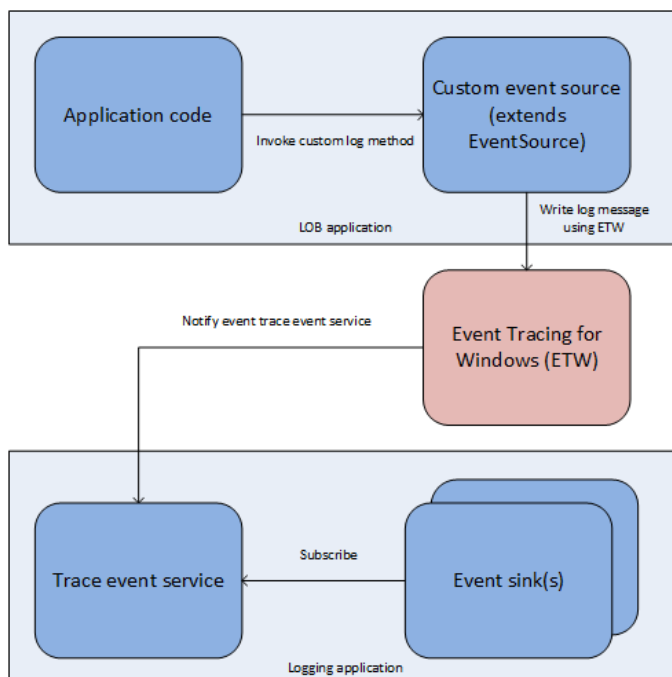 Application code
Custom event source
(extends
EventSource)
Invoke custom log method
LOB application
Write log message
using ETW
Notify event trace event service
Event Tracing for
Windows (ETW)
Trace event service
Subscribe
Event sink(s)
Logging application